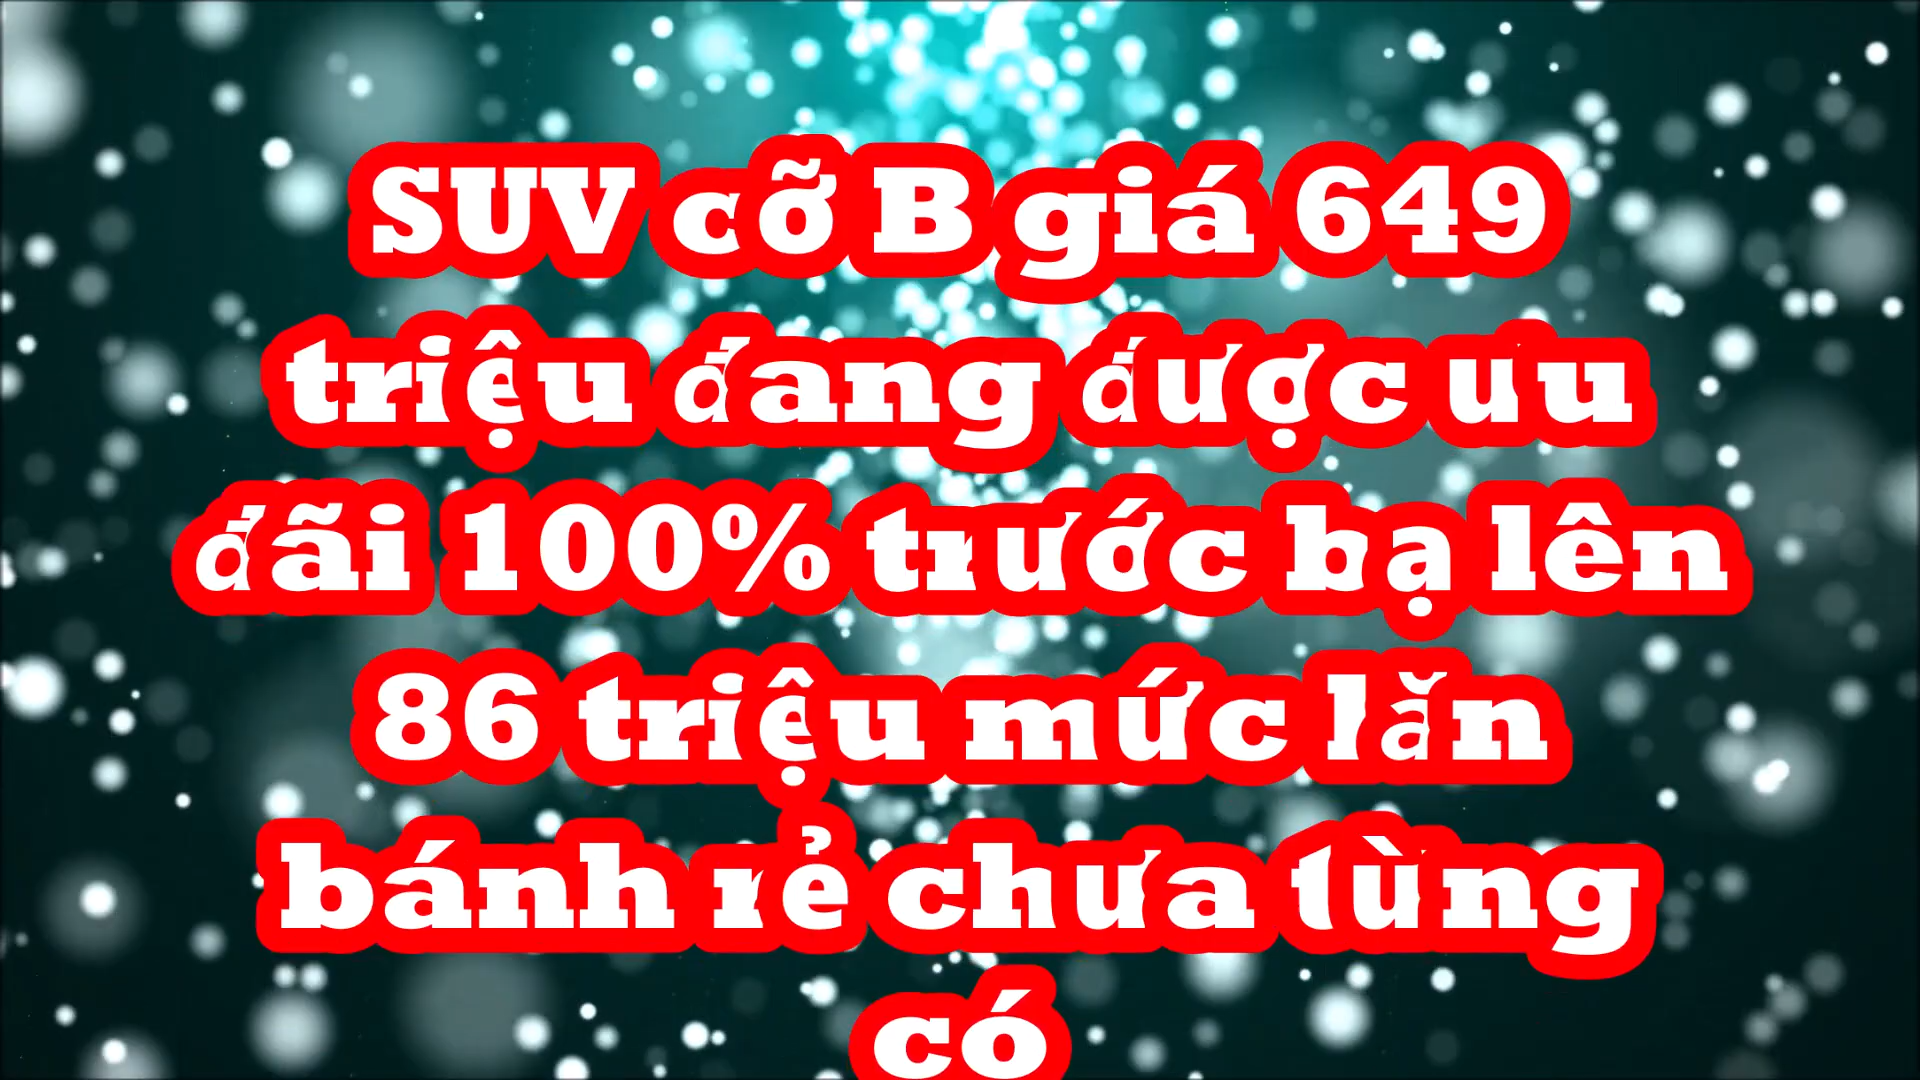 SUV cỡ B giá 649
triệu đang được ưu
đãi 100% trước bạ lên
86 triệu mức lăn
bánh rẻ chưa từng
có